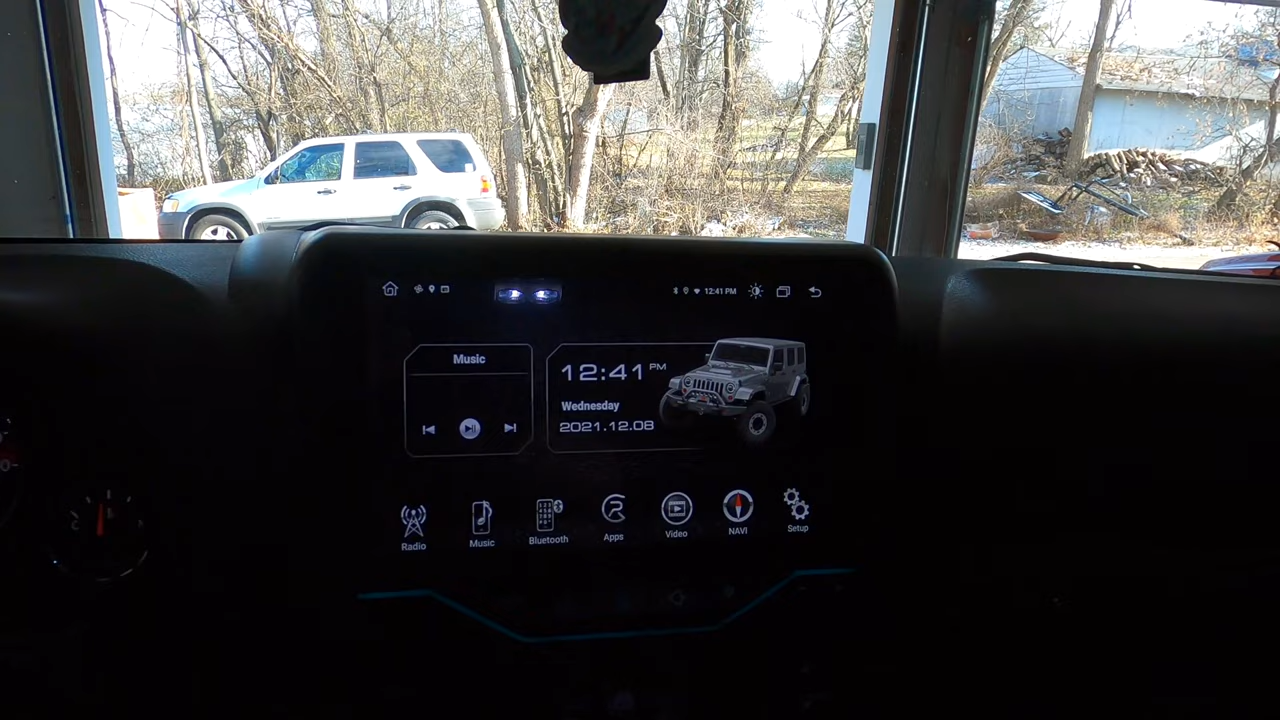 12:41 PM
Music
12:41 PM
Wednesday
2021.12.08
Radio
Music
Bluetooth
Apps
Video
NAVI
Setup